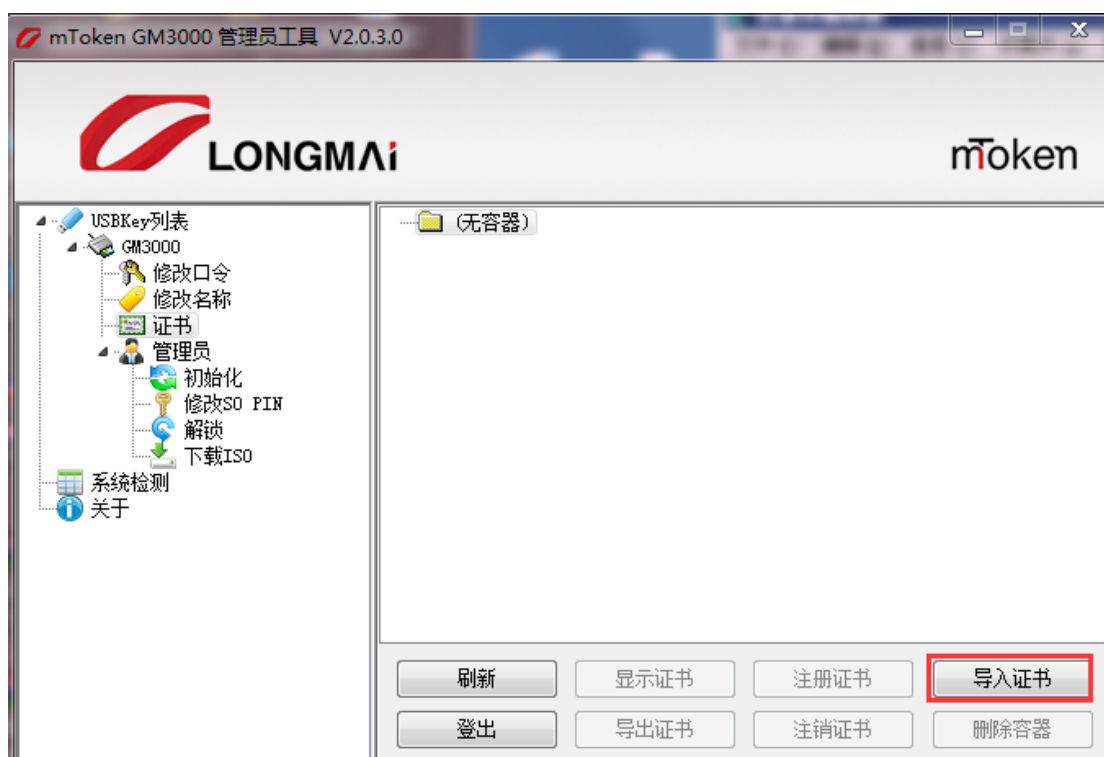 mToken GM3000 管理员工具 V2.0.3.0
LONGMAi
mToken
USBKey列表
GM3000
修改口令
修改名称
证书
管理员
初始化
修改SO PIN
解锁
下载ISO
系统检测
关于
(无容器)
刷新 显示证书 注册证书 导入证书
登出 导出证书 注销证书 删除容器